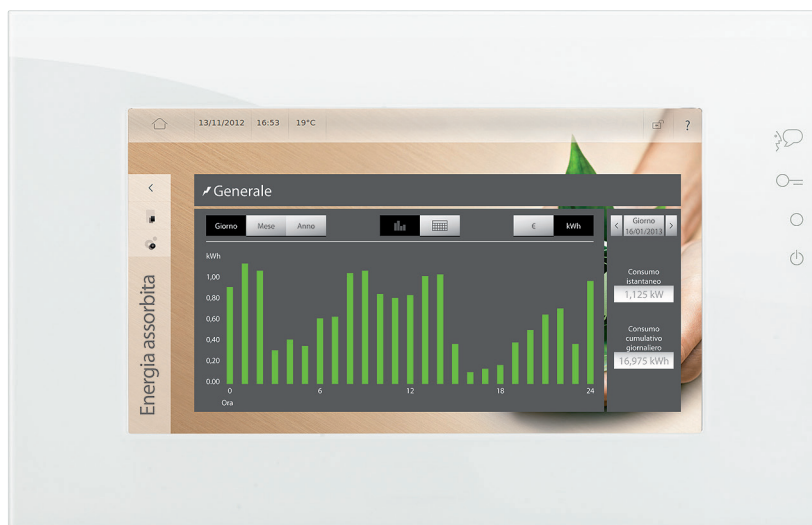 13/11/2012 16:53 19°C ?
Generale
Giorno Mese Anno € kWh
Giorno
16/01/2013
kWh
1,00
0,80
0,60
0,40
0,20
0.00
0 6 12 18 24
Ora
Consumo
istantaneo
1,125 kW
Consumo
cumulativo
giornaliero
16,975 kWh
Energia assorbita